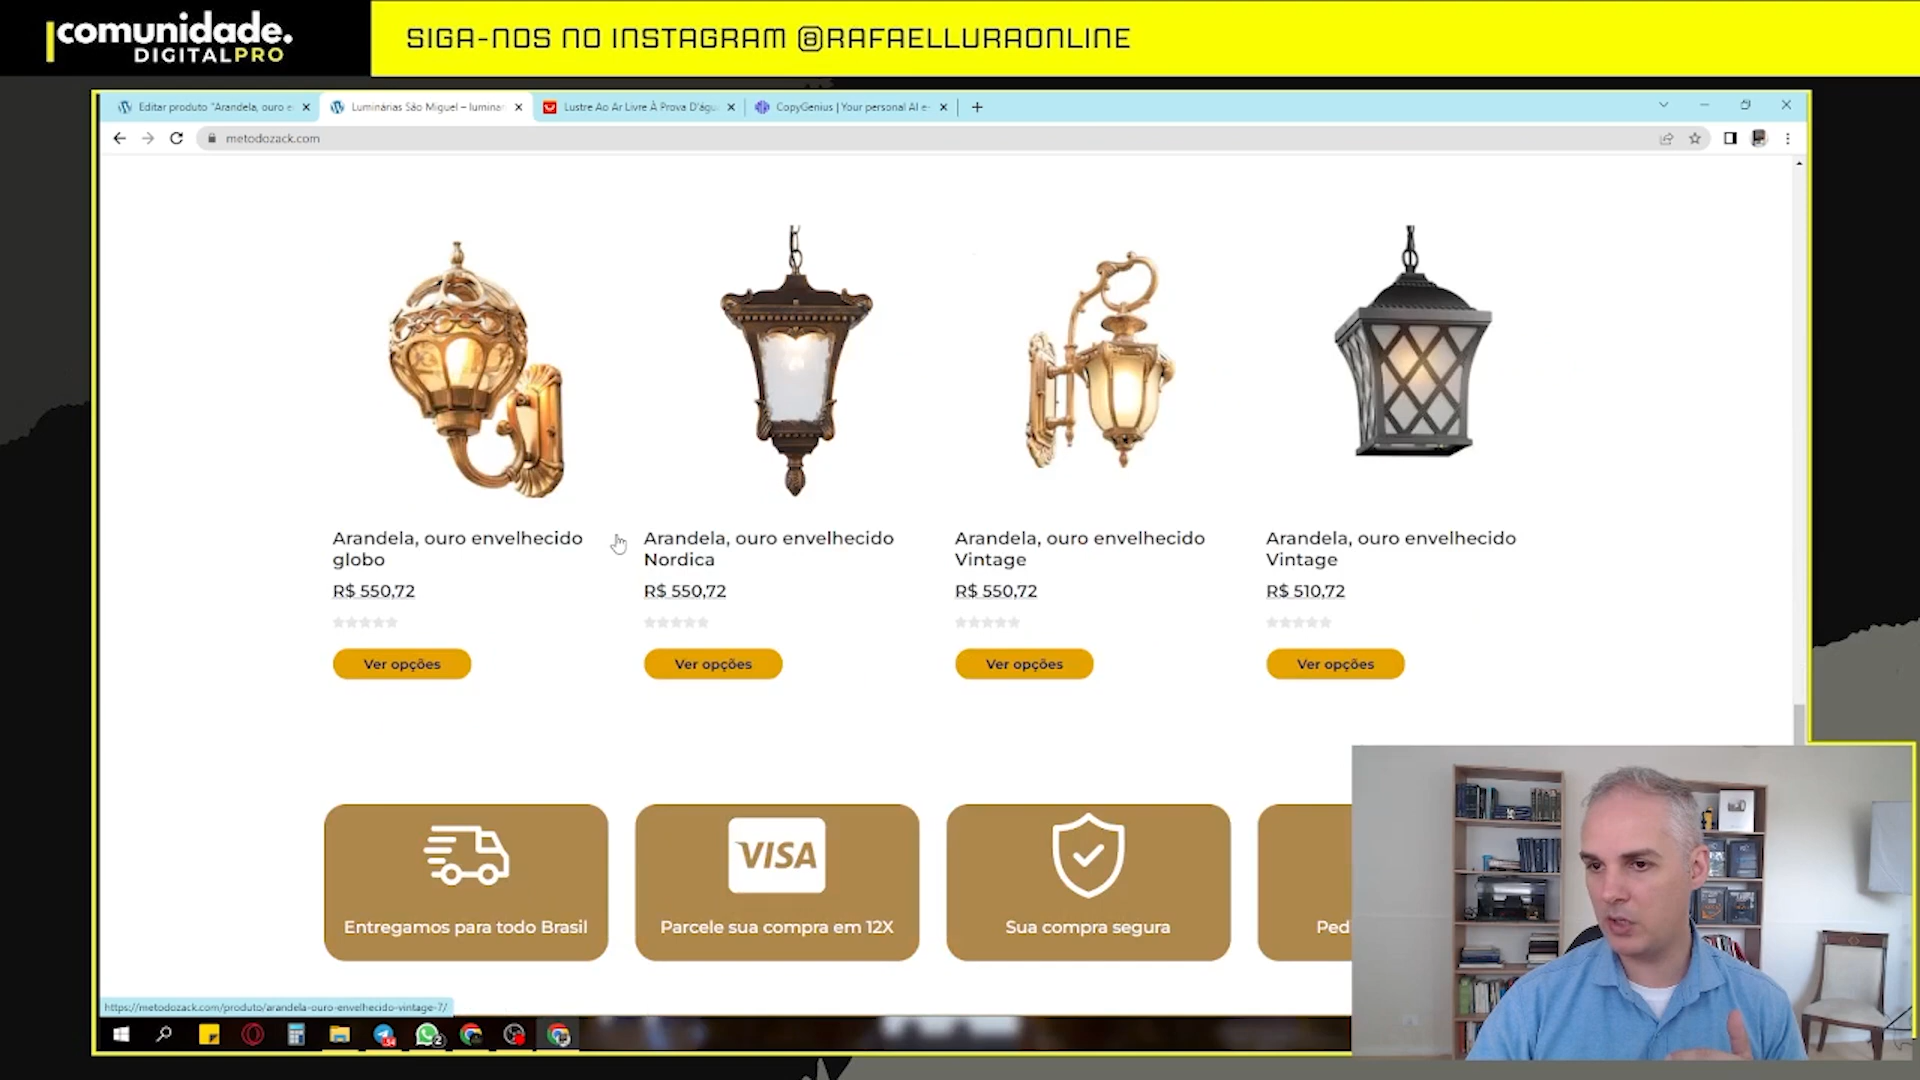 comunidade.
DIGITALPRO
SIGA-NOS NO INSTAGRAM @RAFAELLURAONLINE
Editar produto "Arandela, ouro e
Luminárias São Miguel – luminar
Lustre Ao Ar Livre À Prova D'águ
CopyGenius | Your personal AI e-
metodozack.com
Arandela, ouro envelhecido
globo
R$ 550,72
Ver opções
Arandela, ouro envelhecido
Nordica
R$ 550,72
Ver opções
Arandela, ouro envelhecido
Vintage
R$ 550,72
Ver opções
Arandela, ouro envelhecido
Vintage
R$ 510,72
Ver opções
Entregamos para todo Brasil
VISA
Parcele sua compra em 12X
Sua compra segura
Ped
https://metodozack.com/produto/arandela-ouro-envelhecido-vintage-7/